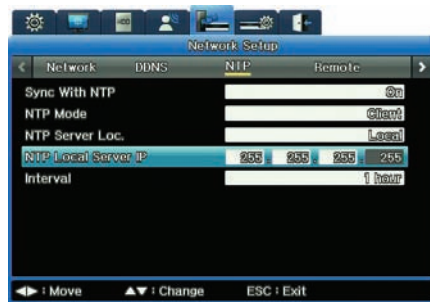 Network Setup
Network DDNS NTP Remote
Sync With NTP On
NTP Mode Client
NTP Server Loc. Local
NTP Local Server IP 255 . 255 . 255 . 255
Interval 1 hour
◀▶ : Move ▲▼ : Change ESC : Exit